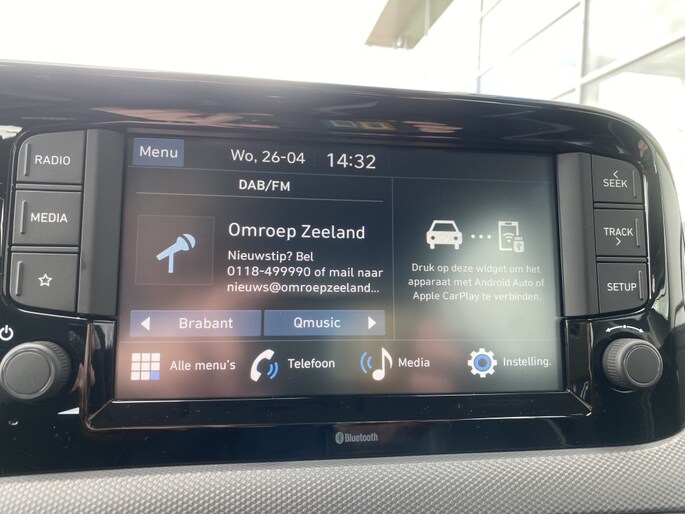 RADIO
MEDIA
Menu
Wo, 26-04
14:32
DAB/FM
Omroep Zeeland
Nieuwstip? Bel
0118-499990 of mail naar
nieuws@omroepzeeland...
Brabant
Qmusic
Druk op deze widget om het
apparaat met Android Auto of
Apple CarPlay te verbinden.
Alle menu's
Telefoon
Media
Instelling.
< SEEK
TRACK >
SETUP
Bluetooth